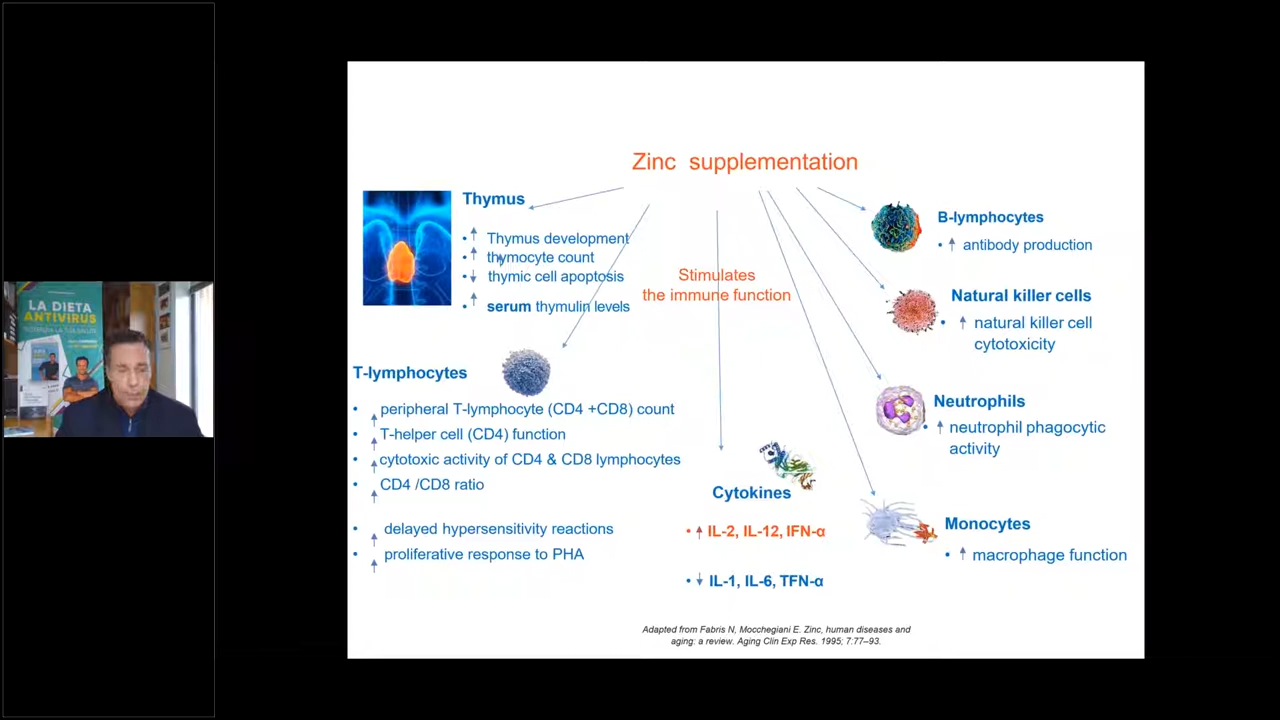 Zinc supplementation
Thymus
• ↑ Thymus development
• ↑ thymocyte count
• ↓ thymic cell apoptosis
• ↑ serum thymulin levels
Stimulates
the immune function
T-lymphocytes
• ↑ peripheral T-lymphocyte (CD4 +CD8) count
• ↑ T-helper cell (CD4) function
• ↑ cytotoxic activity of CD4 & CD8 lymphocytes
• ↑ CD4 /CD8 ratio
• ↑ delayed hypersensitivity reactions
• ↑ proliferative response to PHA
Cytokines
• ↑ IL-2, IL-12, IFN-α
• ↓ IL-1, IL-6, TFN-α
B-lymphocytes
• ↑ antibody production
Natural killer cells
• ↑ natural killer cell
cytotoxicity
Neutrophils
• ↑ neutrophil phagocytic
activity
Monocytes
• ↑ macrophage function
Adapted from Fabris N, Mocchegiani E. Zinc, human diseases and
aging: a review. Aging Clin Exp Res. 1995; 7:77–93.
LA DIETA
ANTIVIRUS